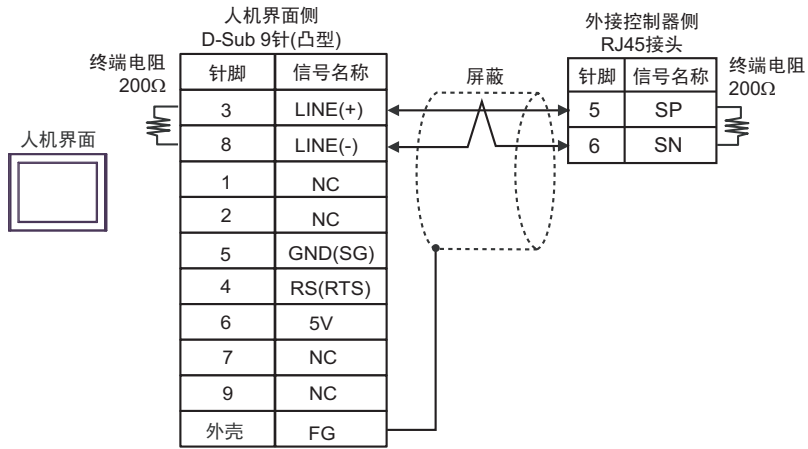 人机界面侧
D-Sub 9针(凸型)
外接控制器侧
RJ45接头
终端电阻
200Ω
针脚 信号名称
屏蔽
针脚 信号名称
终端电阻
200Ω
3 LINE(+)
5 SP
人机界面
8 LINE(-)
6 SN
1 NC
2 NC
5 GND(SG)
4 RS(RTS)
6 5V
7 NC
9 NC
外壳 FG